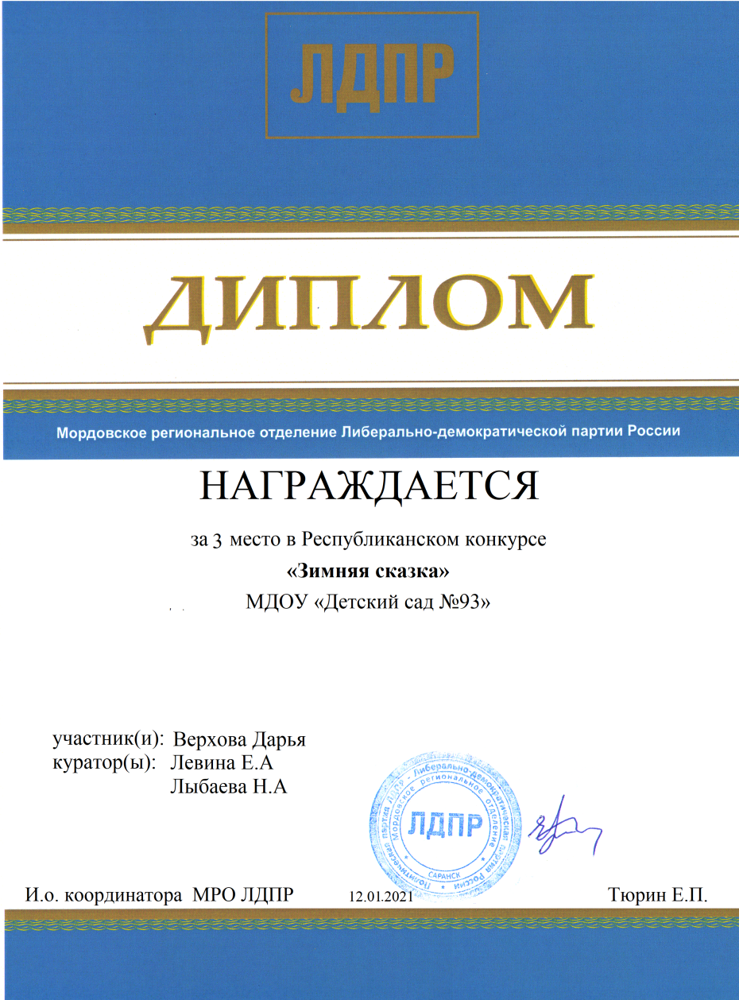 ЛДПР
ДИПЛОМ
Мордовское региональное отделение Либерально-демократической партии России
НАГРАЖДАЕТСЯ
за 3 место в Республиканском конкурсе
«Зимняя сказка»
МДОУ «Детский сад №93»
участник(и): Верхова Дарья
куратор(ы): Левина Е.А
Лыбаева Н.А
Политическая партия ЛДПР - Либерально-демократическая партия России
Мордовское региональное отделение
ЛДПР
САРАНСК
И.о. координатора МРО ЛДПР 12.01.2021 Тюрин Е.П.